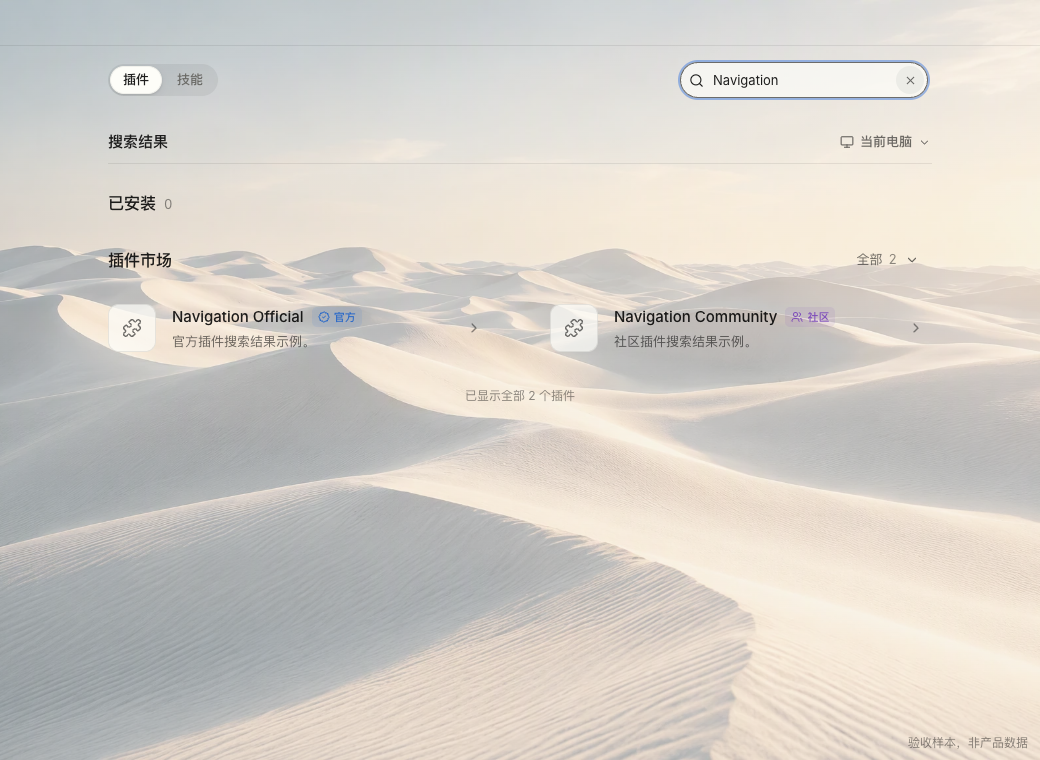 插件 技能 Navigation
搜索结果 当前电脑
已安装 0
插件市场 全部 2
Navigation Official 官方 Navigation Community 社区
官方插件搜索结果示例。 社区插件搜索结果示例。
已显示全部 2 个插件
验收样本，非产品数据